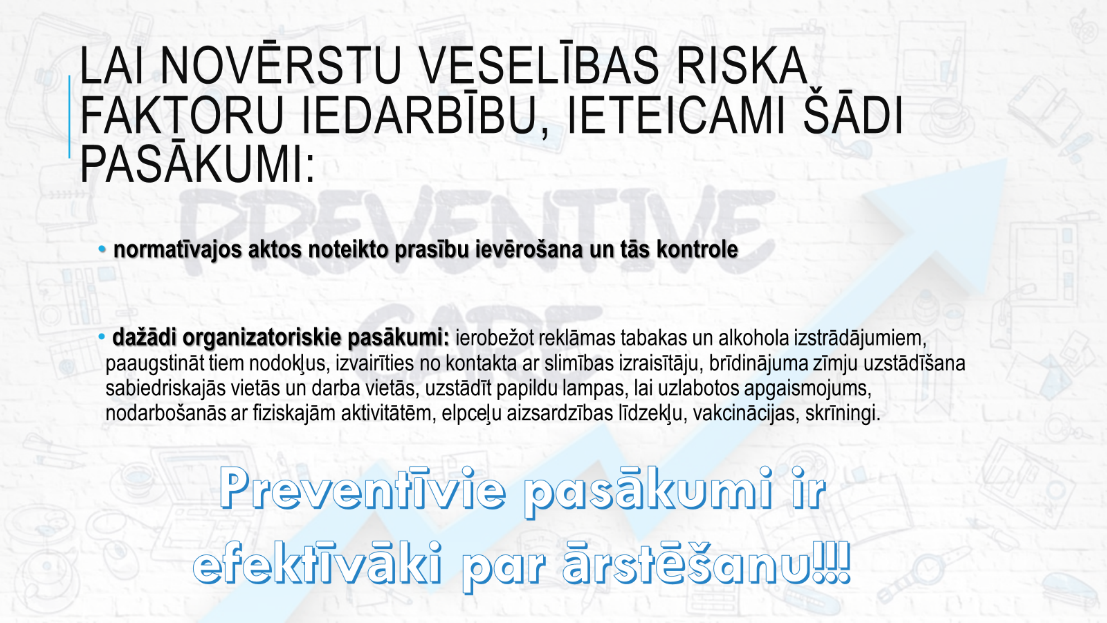 LAI NOVĒRSTU VESELĪBAS RISKA
FAKTORU IEDARBĪBU, IETEICAMI ŠĀDI
PASĀKUMI:
PREVENTIVE
CARE
• normatīvajos aktos noteikto prasību ievērošana un tās kontrole
• dažādi organizatoriskie pasākumi: ierobežot reklāmas tabakas un alkohola izstrādājumiem,
paaugstināt tiem nodokļus, izvairīties no kontakta ar slimības izraisītāju, brīdinājuma zīmju uzstādīšana
sabiedriskajās vietās un darba vietās, uzstādīt papildu lampas, lai uzlabotos apgaismojums,
nodarbošanās ar fiziskajām aktivitātēm, elpceļu aizsardzības līdzekļu, vakcinācijas, skrīningi.
Preventīvie pasākumi ir
efektīvāki par ārstēšanu!!!